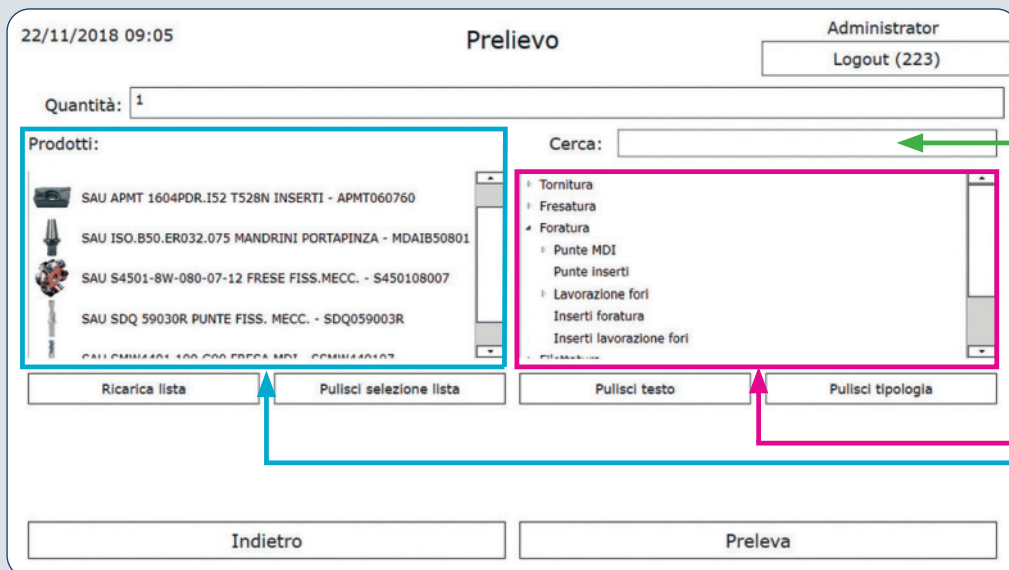 22/11/2018 09:05
Prelievo
Administrator
Logout (223)
Quantità: 1
Prodotti:
SAU APMT 1604PDR.I52 T528N INSERTI - APMT060760
SAU ISO.B50.ER032.075 MANDRINI PORTAPINZA - MDAIB50801
SAU S4501-8W-080-07-12 FRESE FISS.MECC. - S450108007
SAU SDQ 59030R PUNTE FISS. MECC. - SDQ059003R
Ricarica lista
Pulisci selezione lista
Cerca:
Tornitura
Fresatura
Foratura
Punte MDI
Punte inserti
Lavorazione fori
Inserti foratura
Inserti lavorazione fori
Pulisci testo
Pulisci tipologia
Indietro
Preleva